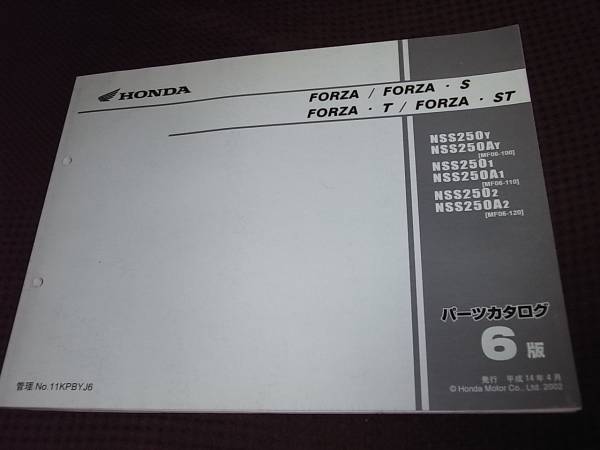 HONDA
FORZA / FORZA · S
FORZA · T / FORZA · ST
NSS250Y
NSS250AY
[MF06-100]
NSS2501
NSS250A1
[MF06-110]
NSS2502
NSS250A2
[MF06-120]
パーツカタログ
6版
発行 平成14年4月
© Honda Motor Co., Ltd. 2002
管理 No.11KPBYJ6